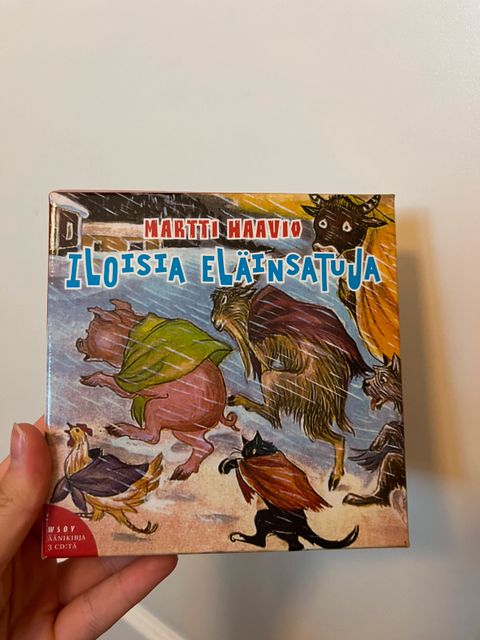 MARTTI HAAVIO
ILOISIA ELÄINSATUJA
WSOY
ÄÄNIKIRJA
3 CD:TÄ